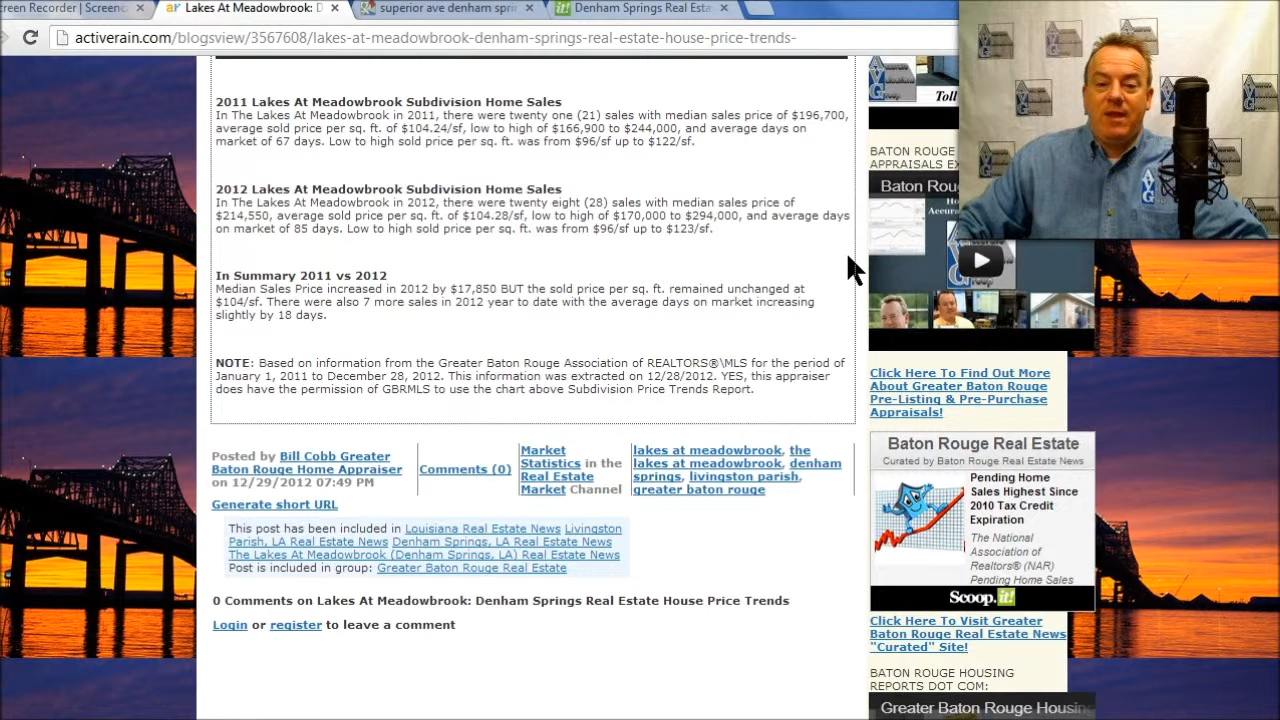 creen Recorder | Screenc
Lakes At Meadowbrook: D
superior ave denham spri
Denham Springs Real Esta
activerain.com/blogsview/3567608/lakes-at-meadowbrook-denham-springs-real-estate-house-price-trends-
2011 Lakes At Meadowbrook Subdivision Home Sales
In The Lakes At Meadowbrook in 2011, there were twenty one (21) sales with median sales price of $196,700,
average sold price per sq. ft. of $104.24/sf, low to high of $166,900 to $244,000, and average days on
market of 67 days. Low to high sold price per sq. ft. was from $96/sf up to $122/sf.
2012 Lakes At Meadowbrook Subdivision Home Sales
In The Lakes At Meadowbrook in 2012, there were twenty eight (28) sales with median sales price of
$214,550, average sold price per sq. ft. of $104.28/sf, low to high of $170,000 to $294,000, and average days
on market of 85 days. Low to high sold price per sq. ft. was from $96/sf up to $123/sf.
In Summary 2011 vs 2012
Median Sales Price increased in 2012 by $17,850 BUT the sold price per sq. ft. remained unchanged at
$104/sf. There were also 7 more sales in 2012 year to date with the average days on market increasing
slightly by 18 days.
NOTE: Based on information from the Greater Baton Rouge Association of REALTORS®\MLS for the period of
January 1, 2011 to December 28, 2012. This information was extracted on 12/28/2012. YES, this appraiser
does have the permission of GBRMLS to use the chart above Subdivision Price Trends Report.
Posted by Bill Cobb Greater
Baton Rouge Home Appraiser
on 12/29/2012 07:49 PM
Comments (0)
Market
Statistics in the
Real Estate
Market Channel
lakes at meadowbrook, the
lakes at meadowbrook, denham
springs, livingston parish,
greater baton rouge
Generate short URL
This post has been included in Louisiana Real Estate News Livingston
Parish, LA Real Estate News Denham Springs, LA Real Estate News
The Lakes At Meadowbrook (Denham Springs, LA) Real Estate News
Post is included in group: Greater Baton Rouge Real Estate
0 Comments on Lakes At Meadowbrook: Denham Springs Real Estate House Price Trends
Login or register to leave a comment
Toll
BATON ROUGE
APPRAISALS EX
Baton Rou
Click Here To Find Out More
About Greater Baton Rouge
Pre-Listing & Pre-Purchase
Appraisals!
Baton Rouge Real Estate
Curated by Baton Rouge Real Estate News
Pending Home
Sales Highest Since
2010 Tax Credit
Expiration
The National
Association of
Realtors® (NAR)
Pending Home Sales
Scoop.it!
Click Here To Visit Greater
Baton Rouge Real Estate News
"Curated" Site!
BATON ROUGE HOUSING
REPORTS DOT COM:
Greater Baton Rouge Housin